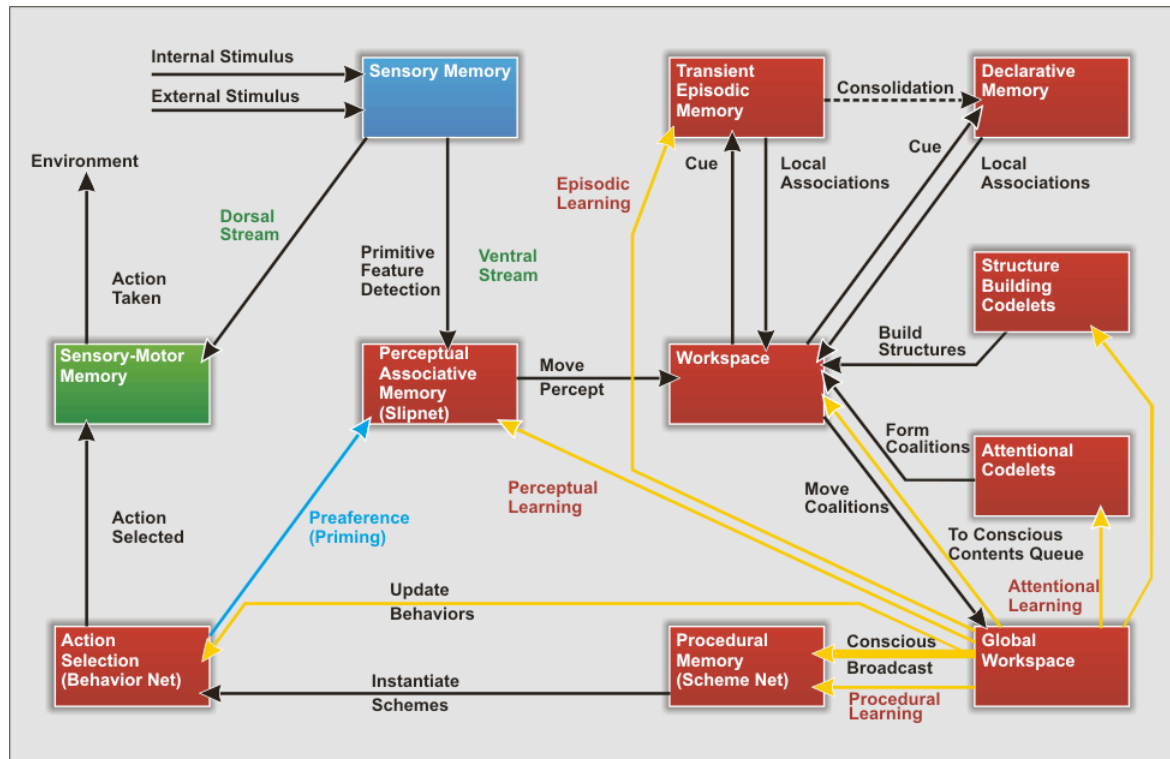 Internal Stimulus
External Stimulus
Sensory Memory
Transient
Episodic
Memory
Consolidation
Declarative
Memory
Environment
Cue
Local
Associations
Cue
Local
Associations
Episodic
Learning
Dorsal
Stream
Primitive
Feature
Detection
Ventral
Stream
Action
Taken
Structure
Building
Codelets
Build
Structures
Sensory-Motor
Memory
Perceptual
Associative
Memory
(Slipnet)
Move
Percept
Workspace
Form
Coalitions
Attentional
Codelets
Perceptual
Learning
Move
Coalitions
Action
Selected
Preaference
(Priming)
To Conscious
Contents Queue
Attentional
Learning
Update
Behaviors
Action
Selection
(Behavior Net)
Instantiate
Schemes
Procedural
Memory
(Scheme Net)
Conscious
Broadcast
Procedural
Learning
Global
Workspace